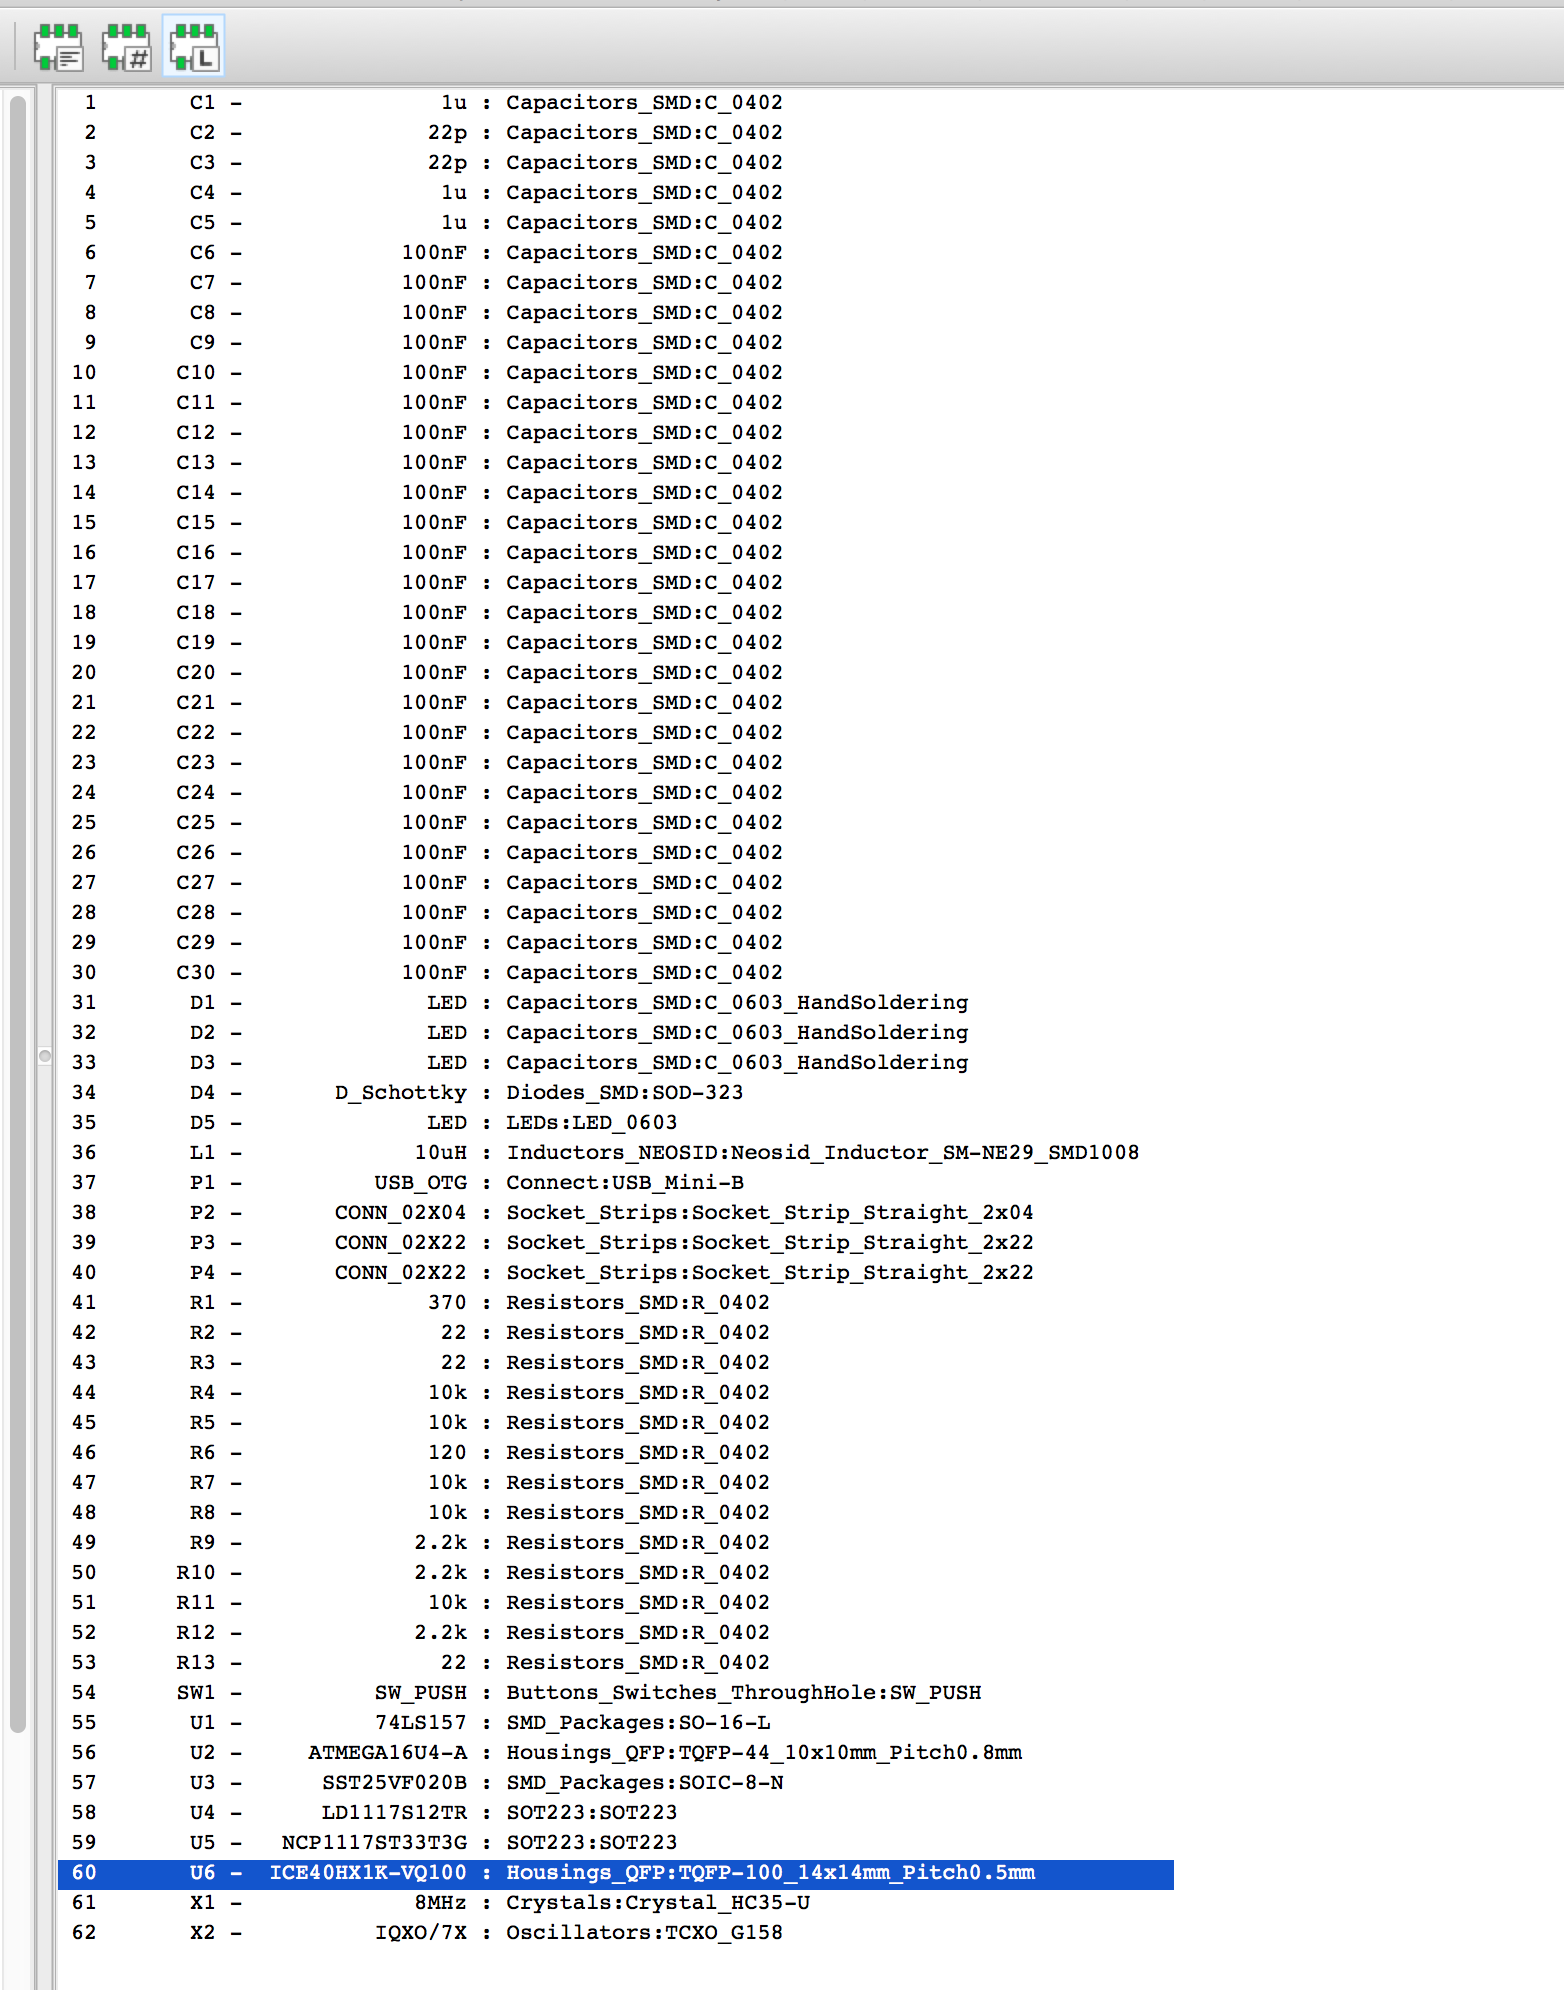 #
L
1 C1 - 1u : Capacitors_SMD:C_0402
2 C2 - 22p : Capacitors_SMD:C_0402
3 C3 - 22p : Capacitors_SMD:C_0402
4 C4 - 1u : Capacitors_SMD:C_0402
5 C5 - 1u : Capacitors_SMD:C_0402
6 C6 - 100nF : Capacitors_SMD:C_0402
7 C7 - 100nF : Capacitors_SMD:C_0402
8 C8 - 100nF : Capacitors_SMD:C_0402
9 C9 - 100nF : Capacitors_SMD:C_0402
10 C10 - 100nF : Capacitors_SMD:C_0402
11 C11 - 100nF : Capacitors_SMD:C_0402
12 C12 - 100nF : Capacitors_SMD:C_0402
13 C13 - 100nF : Capacitors_SMD:C_0402
14 C14 - 100nF : Capacitors_SMD:C_0402
15 C15 - 100nF : Capacitors_SMD:C_0402
16 C16 - 100nF : Capacitors_SMD:C_0402
17 C17 - 100nF : Capacitors_SMD:C_0402
18 C18 - 100nF : Capacitors_SMD:C_0402
19 C19 - 100nF : Capacitors_SMD:C_0402
20 C20 - 100nF : Capacitors_SMD:C_0402
21 C21 - 100nF : Capacitors_SMD:C_0402
22 C22 - 100nF : Capacitors_SMD:C_0402
23 C23 - 100nF : Capacitors_SMD:C_0402
24 C24 - 100nF : Capacitors_SMD:C_0402
25 C25 - 100nF : Capacitors_SMD:C_0402
26 C26 - 100nF : Capacitors_SMD:C_0402
27 C27 - 100nF : Capacitors_SMD:C_0402
28 C28 - 100nF : Capacitors_SMD:C_0402
29 C29 - 100nF : Capacitors_SMD:C_0402
30 C30 - 100nF : Capacitors_SMD:C_0402
31 D1 - LED : Capacitors_SMD:C_0603_HandSoldering
32 D2 - LED : Capacitors_SMD:C_0603_HandSoldering
33 D3 - LED : Capacitors_SMD:C_0603_HandSoldering
34 D4 - D_Schottky : Diodes_SMD:SOD-323
35 D5 - LED : LEDs:LED_0603
36 L1 - 10uH : Inductors_NEOSID:Neosid_Inductor_SM-NE29_SMD1008
37 P1 - USB_OTG : Connect:USB_Mini-B
38 P2 - CONN_02X04 : Socket_Strips:Socket_Strip_Straight_2x04
39 P3 - CONN_02X22 : Socket_Strips:Socket_Strip_Straight_2x22
40 P4 - CONN_02X22 : Socket_Strips:Socket_Strip_Straight_2x22
41 R1 - 370 : Resistors_SMD:R_0402
42 R2 - 22 : Resistors_SMD:R_0402
43 R3 - 22 : Resistors_SMD:R_0402
44 R4 - 10k : Resistors_SMD:R_0402
45 R5 - 10k : Resistors_SMD:R_0402
46 R6 - 120 : Resistors_SMD:R_0402
47 R7 - 10k : Resistors_SMD:R_0402
48 R8 - 10k : Resistors_SMD:R_0402
49 R9 - 2.2k : Resistors_SMD:R_0402
50 R10 - 2.2k : Resistors_SMD:R_0402
51 R11 - 10k : Resistors_SMD:R_0402
52 R12 - 2.2k : Resistors_SMD:R_0402
53 R13 - 22 : Resistors_SMD:R_0402
54 SW1 - SW_PUSH : Buttons_Switches_ThroughHole:SW_PUSH
55 U1 - 74LS157 : SMD_Packages:SO-16-L
56 U2 - ATMEGA16U4-A : Housings_QFP:TQFP-44_10x10mm_Pitch0.8mm
57 U3 - SST25VF020B : SMD_Packages:SOIC-8-N
58 U4 - LD1117S12TR : SOT223:SOT223
59 U5 - NCP1117ST33T3G : SOT223:SOT223
60 U6 - ICE40HX1K-VQ100 : Housings_QFP:TQFP-100_14x14mm_Pitch0.5mm
61 X1 - 8MHz : Crystals:Crystal_HC35-U
62 X2 - IQXO/7X : Oscillators:TCXO_G158